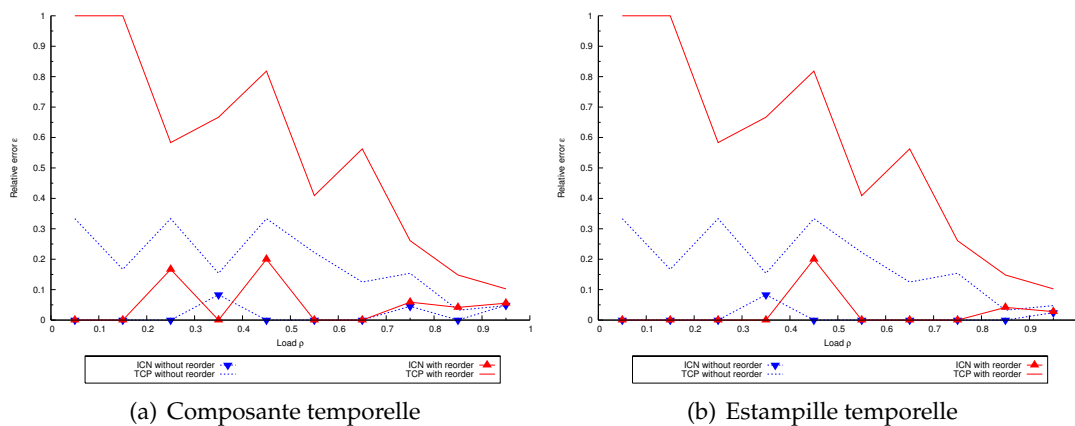 1
0.9
0.8
0.7
0.6
0.5
0.4
0.3
0.2
0.1
0
Relative error ε
0 0.1 0.2 0.3 0.4 0.5 0.6 0.7 0.8 0.9 1
Load ρ
ICN without reorder ICN with reorder
TCP without reorder TCP with reorder
(a) Composante temporelle
1
0.9
0.8
0.7
0.6
0.5
0.4
0.3
0.2
0.1
0
Relative error ε
0 0.1 0.2 0.3 0.4 0.5 0.6 0.7 0.8 0.9
Load ρ
ICN without reorder ICN with reorder
TCP without reorder TCP with reorder
(b) Estampille temporelle